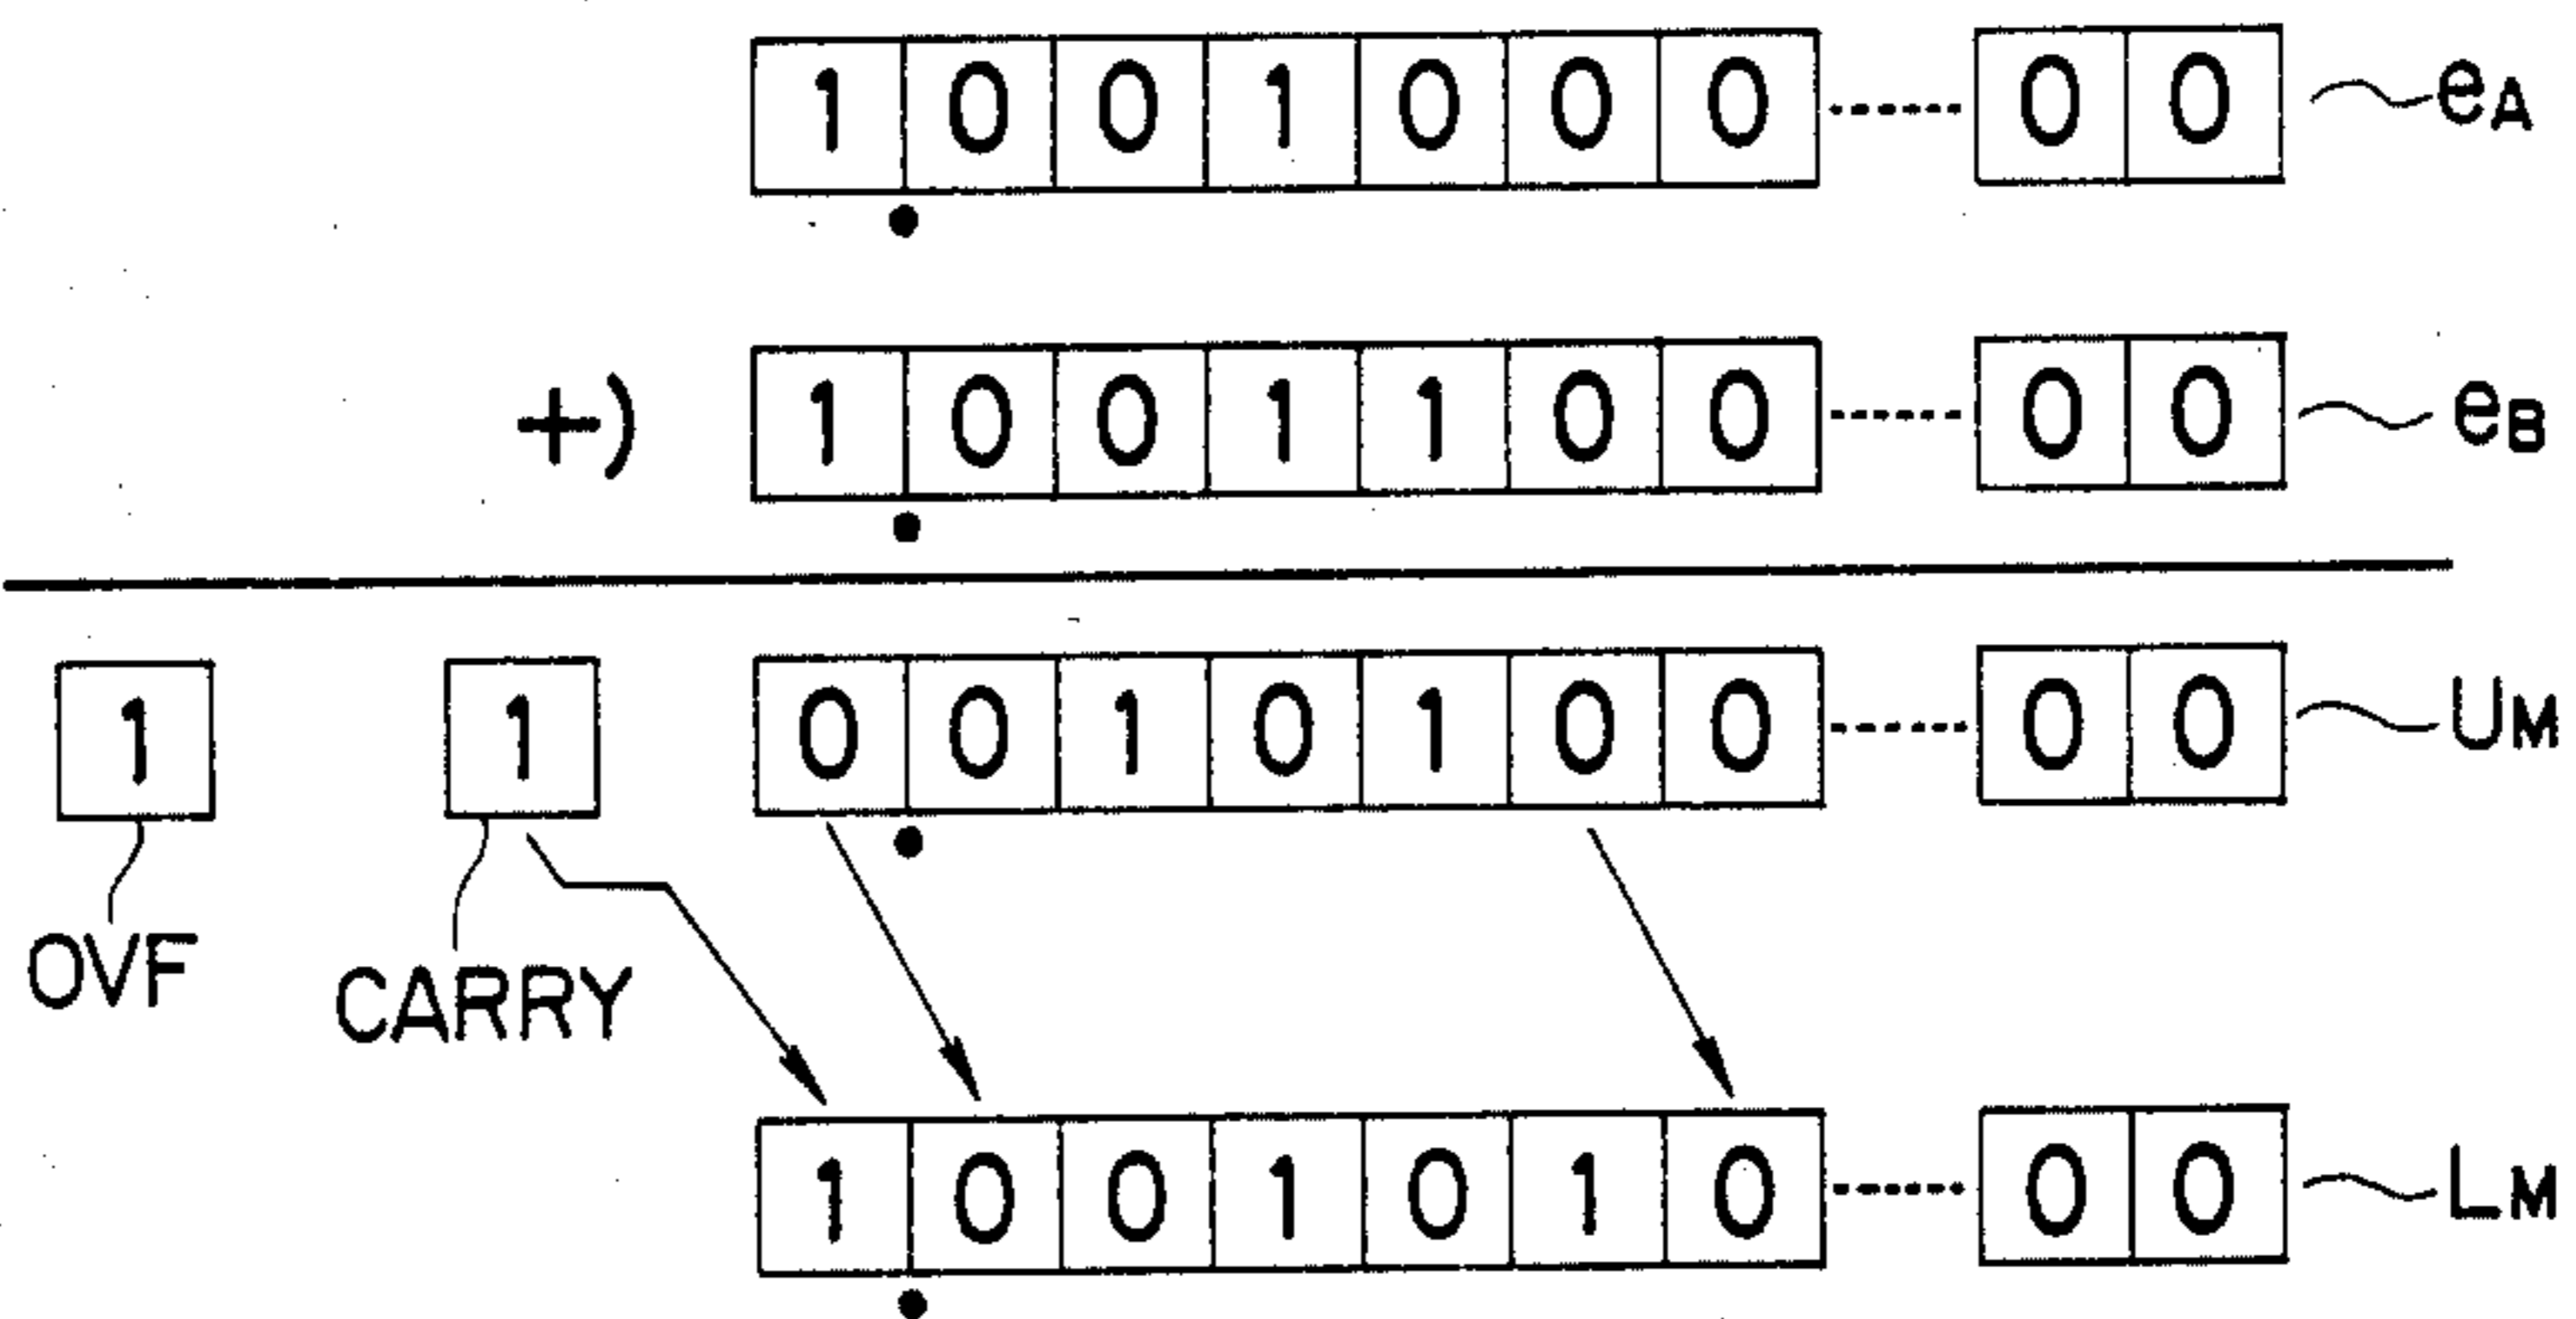 1 0 0 1 0 0 0 ...... 0 0 eA
+) 1 0 0 1 1 0 0 ...... 0 0 eB
1 1 0 0 1 0 1 0 0 ...... 0 0 UM
OVF CARRY
1 0 0 1 0 1 0 ...... 0 0 LM